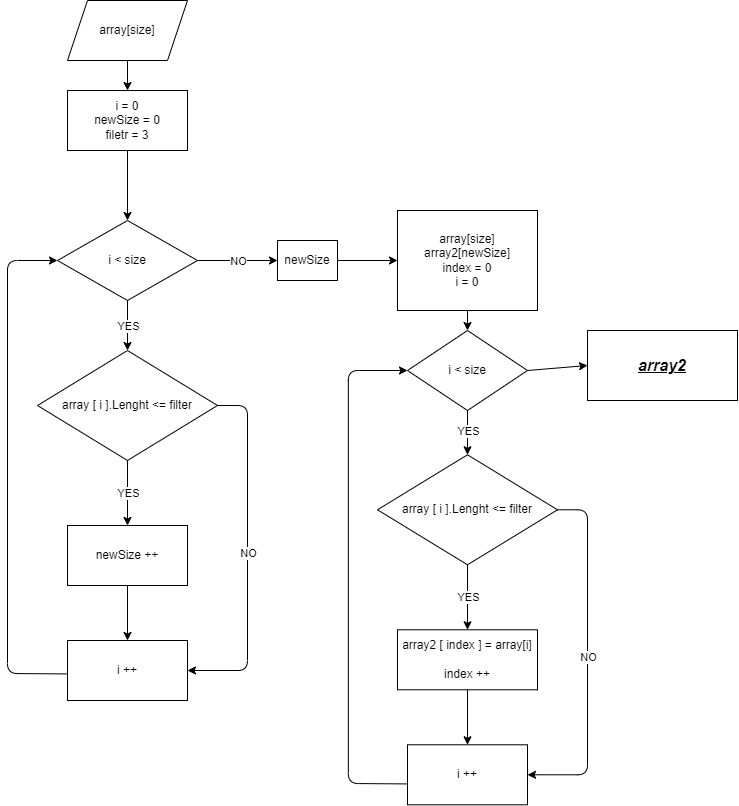 array[size]
i = 0
newSize = 0
filetr = 3
i < size
NO
newSize
array[size]
array2[newSize]
index = 0
i = 0
YES
array [ i ].Lenght <= filter
YES
newSize ++
NO
i ++
i < size
array2
YES
array [ i ].Lenght <= filter
YES
array2 [ index ] = array[i]
index ++
NO
i ++